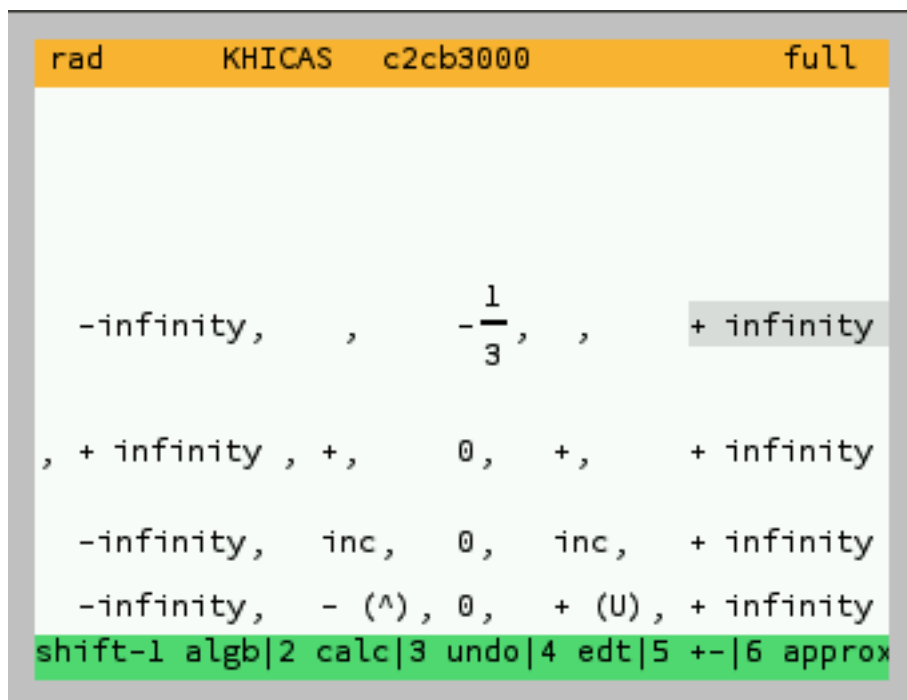 rad KHICAS c2cb3000 full
-infinity, , -1/3, , + infinity
, + infinity , +, 0, +, + infinity
-infinity, inc, 0, inc, + infinity
-infinity, - (^), 0, + (U), + infinity
shift-1 algb|2 calc|3 undo|4 edt|5 +-|6 approx